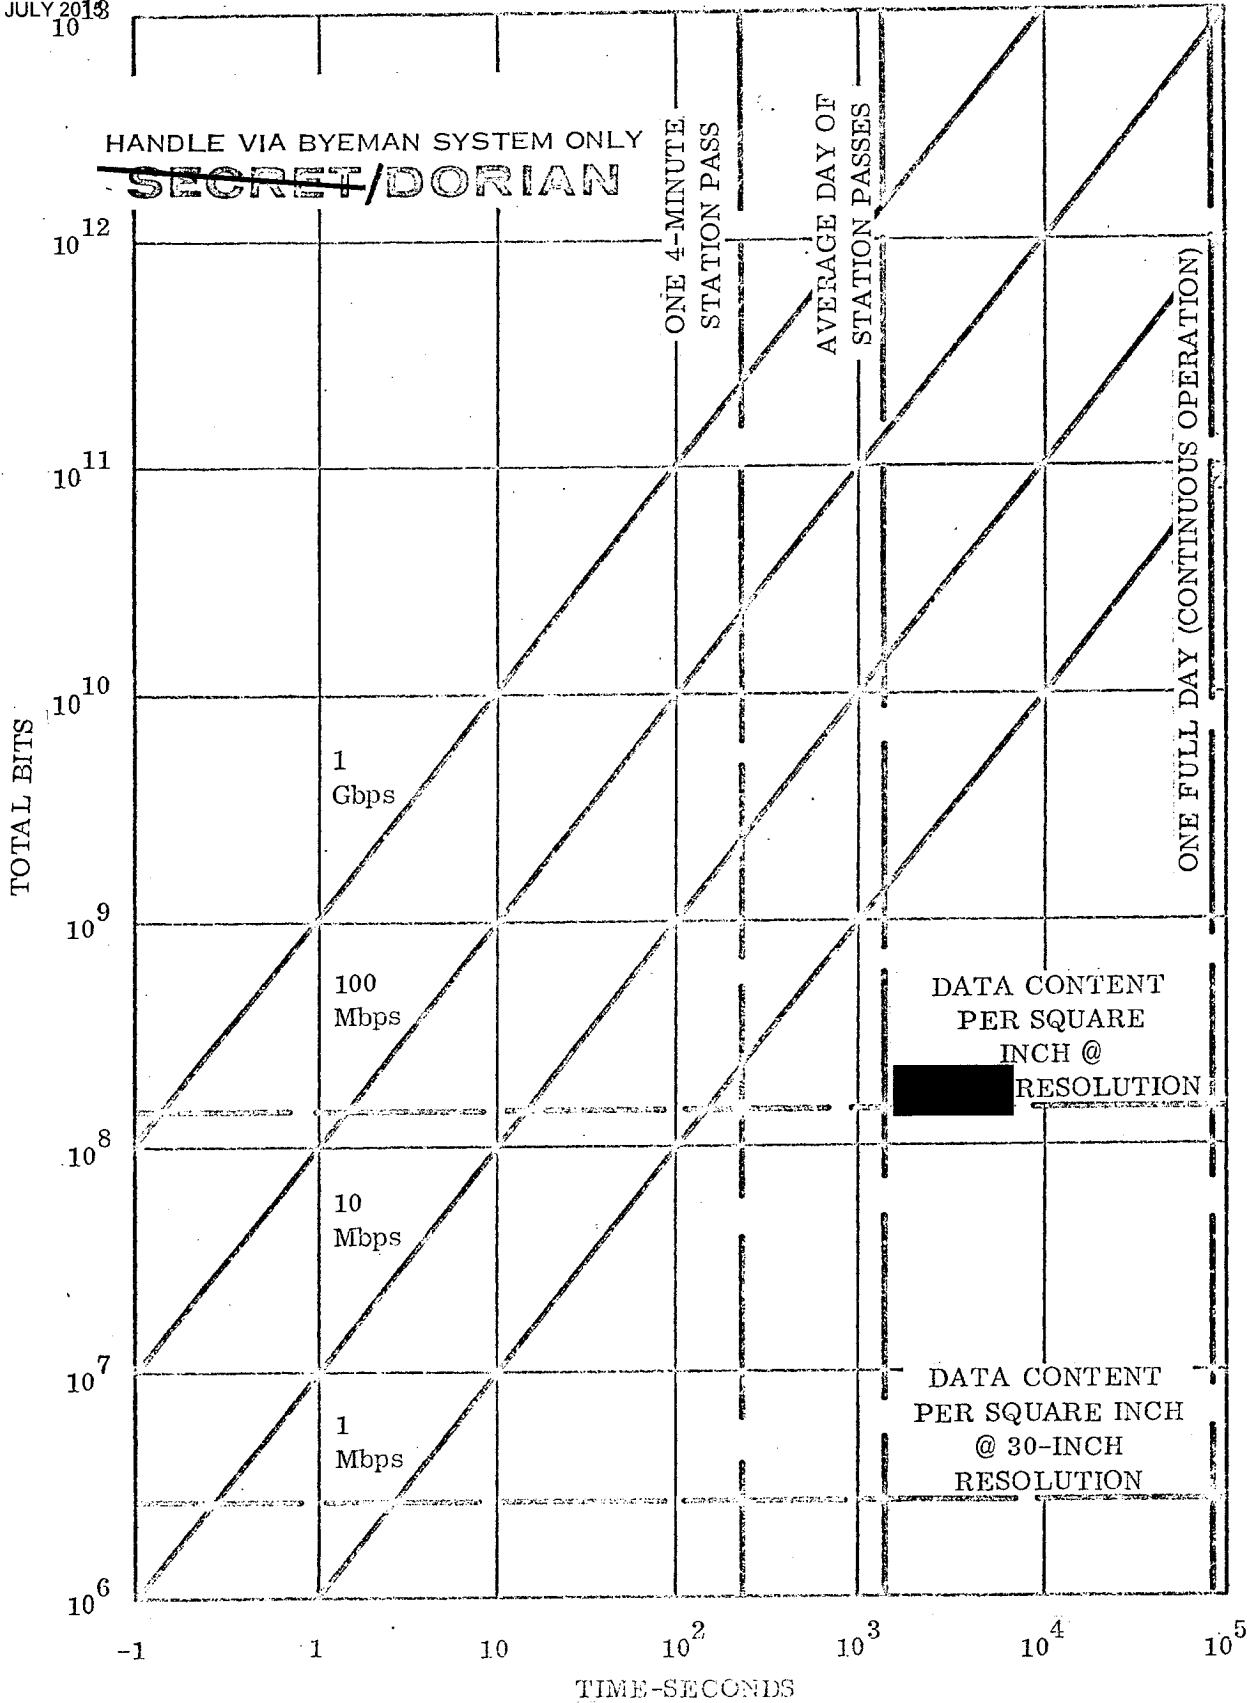 JULY 2013
10^13
HANDLE VIA BYEMAN SYSTEM ONLY
SECRET/DORIAN
ONE 4-MINUTE
STATION PASS
AVERAGE DAY OF
STATION PASSES
ONE FULL DAY (CONTINUOUS OPERATION)
10^12
10^11
10^10
TOTAL BITS
1
Gbps
10^9
100
Mbps
DATA CONTENT
PER SQUARE
INCH @
RESOLUTION
10^8
10
Mbps
10^7
DATA CONTENT
PER SQUARE INCH
@ 30-INCH
RESOLUTION
1
Mbps
10^6
-1
1
10
10^2
10^3
10^4
10^5
TIME-SECONDS